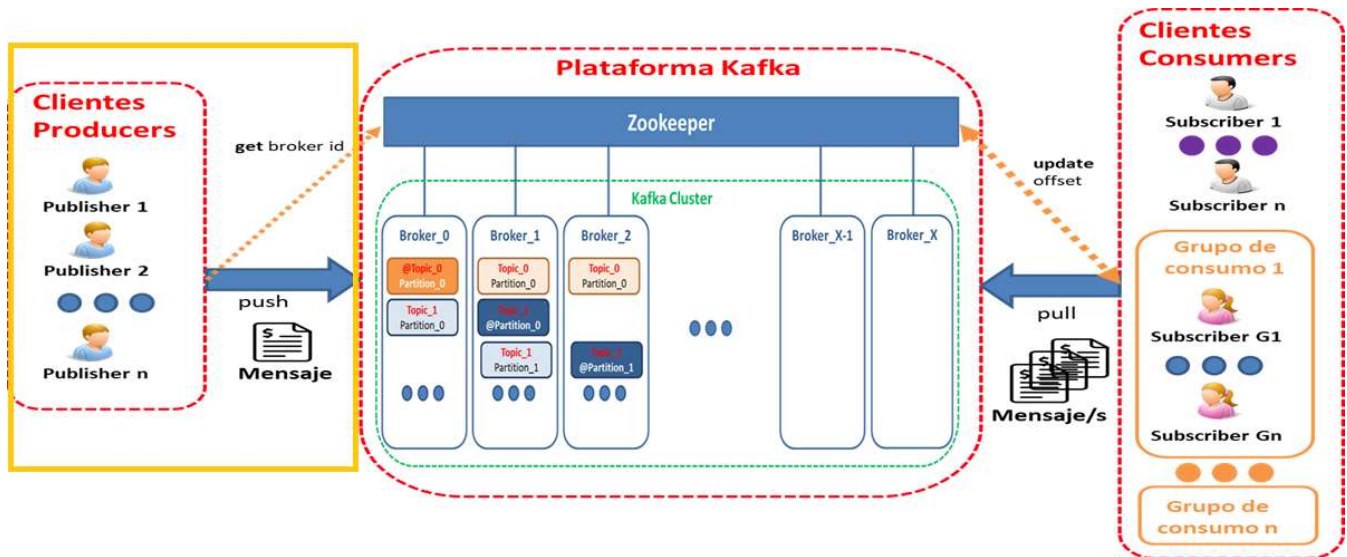 Clientes
Producers
Publisher 1
Publisher 2
Publisher n
get broker id
push
$
Mensaje
Plataforma Kafka
Zookeeper
Kafka Cluster
Broker_0
@Topic_0
Partition_0
Topic_1
Partition_0
Broker_1
Topic_0
Partition_0
@Partition_0
Topic_1
Partition_1
Broker_2
Topic_0
Partition_0
@Partition_1
Broker_X-1
Broker_X
update
offset
pull
$
$
$
$
Mensaje/s
Clientes
Consumers
Subscriber 1
Subscriber n
Grupo de
consumo 1
Subscriber G1
Subscriber Gn
Grupo de
consumo n